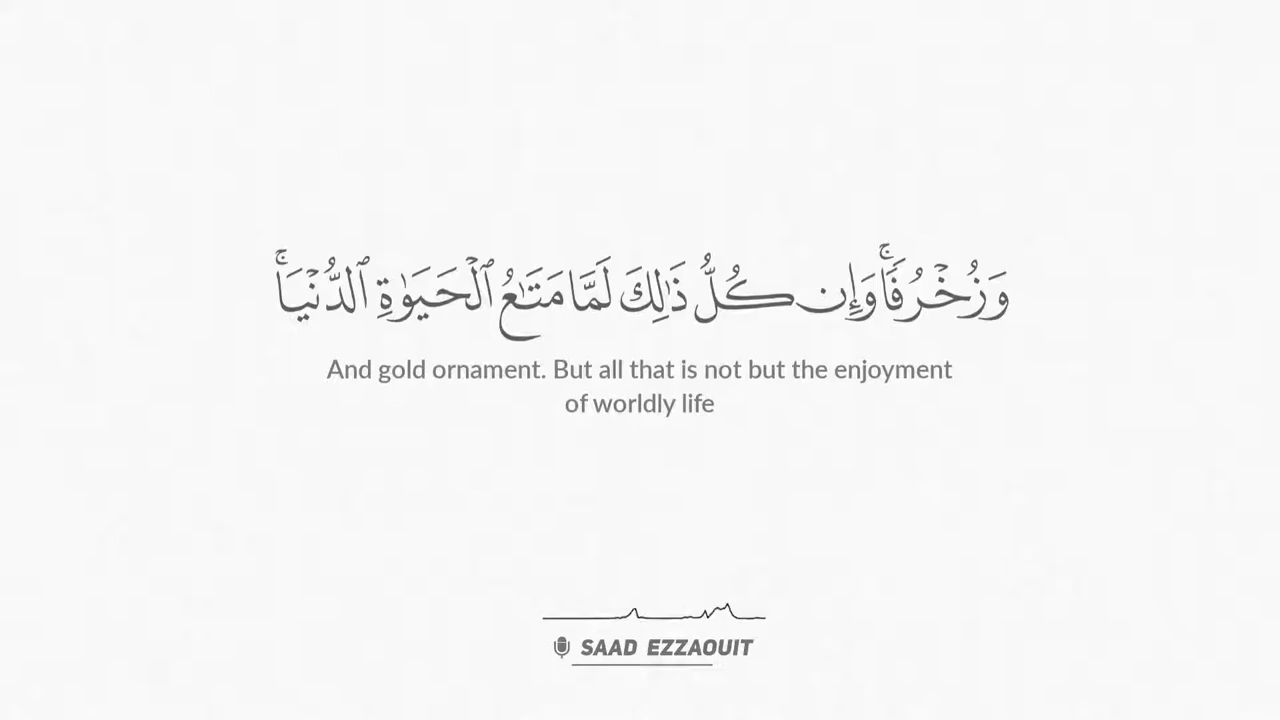 وَزُخۡرُفٗاۚ وَإِن كُلُّ ذَٰلِكَ لَمَّا مَتَٰعُ ٱلۡحَيَوٰةِ ٱلدُّنۡيَاۚ
And gold ornament. But all that is not but the enjoyment
of worldly life
SAAD EZZAOUIT